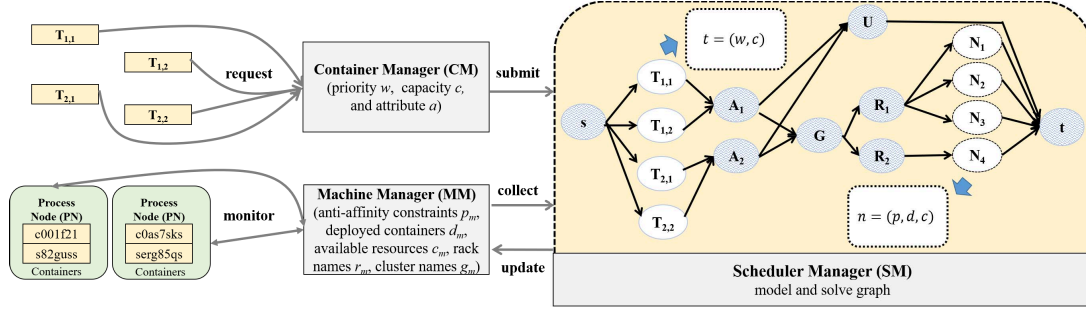 T1,1
T1,2
T2,1
T2,2
request
Container Manager (CM)
(priority w, capacity c,
and attribute a)
submit
Process
Node (PN)
c001f21
s82guss
Containers
Process
Node (PN)
c0as7sks
serg85qs
Containers
monitor
Machine Manager (MM)
(anti-affinity constraints pm,
deployed containers dm,
available resources cm, rack
names rm, cluster names gm)
collect
update
t = (w, c)
s
T1,1
T1,2
T2,1
T2,2
A1
A2
U
G
R1
R2
N1
N2
N3
N4
t
n = (p, d, c)
Scheduler Manager (SM)
model and solve graph